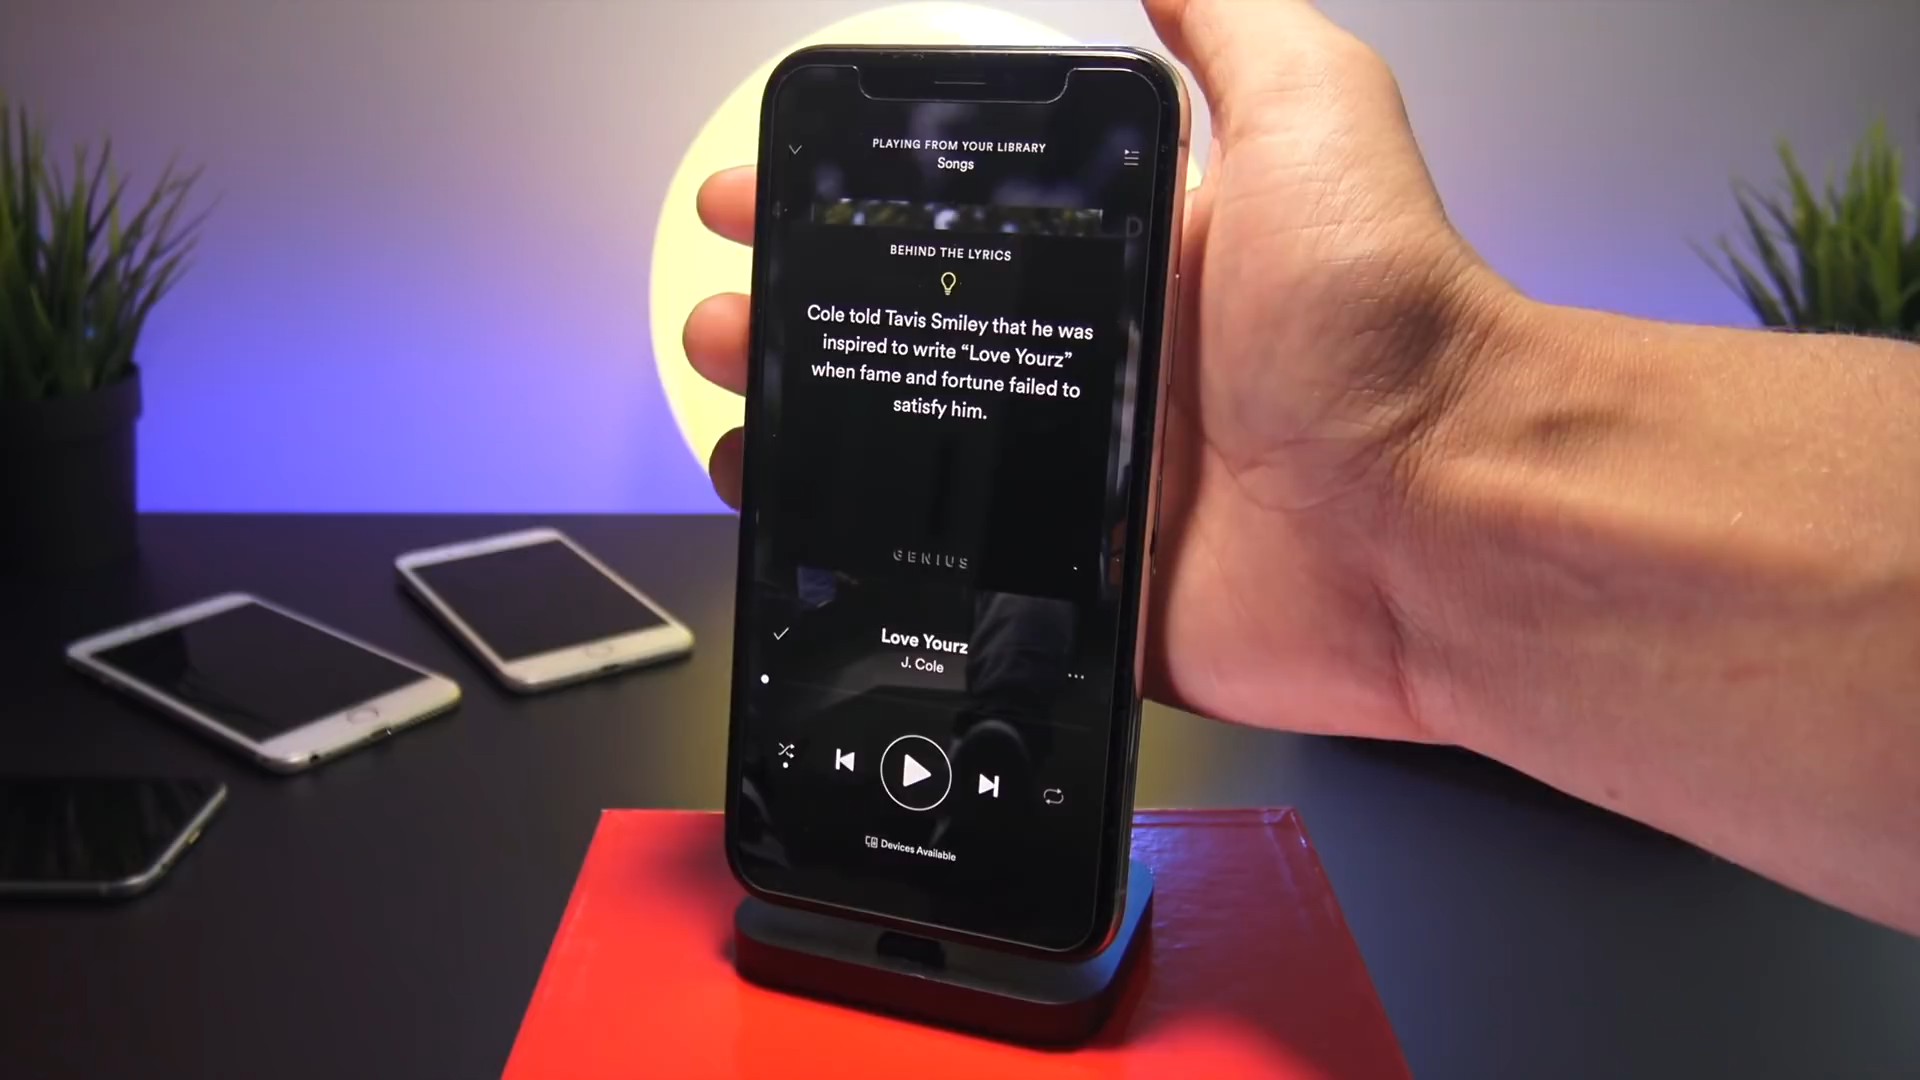 PLAYING FROM YOUR LIBRARY
Songs
BEHIND THE LYRICS
Cole told Tavis Smiley that he was
inspired to write “Love Yourz”
when fame and fortune failed to
satisfy him.
GENIUS
Love Yourz
J. Cole
Devices Available